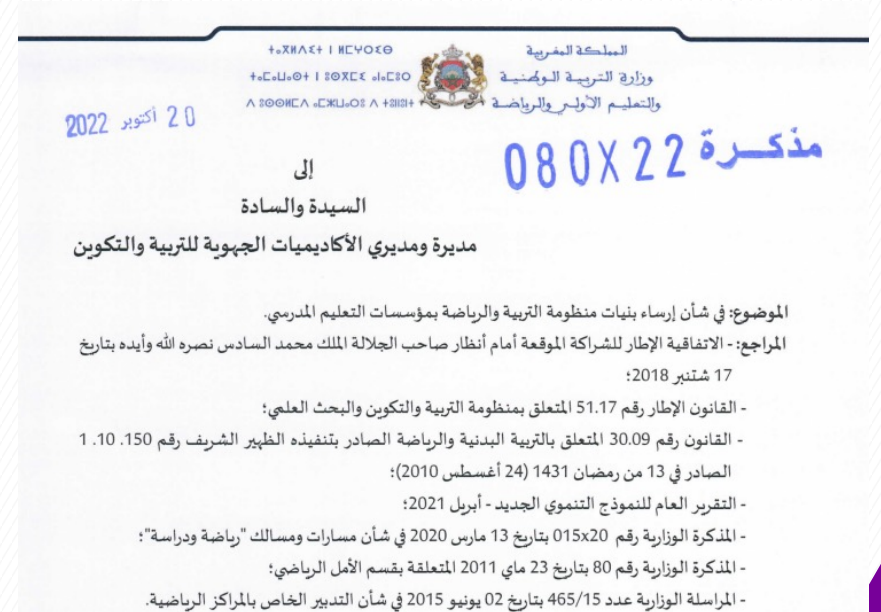 ⵜⴰⴳⵍⴷⵉⵜ ⵏ ⵍⵎⵖⵔⵉⴱ
المملكة المغربية
ⵜⴰⵎⴰⵡⴰⵙⵜ ⵏ ⵓⵙⴳⵎⵉ ⴰⵏⴰⵎⵓⵔ
وزارة التربية الوطنية
ⴷ ⵓⵙⵙⵍⵎⴷ ⴰⵎⵣⵡⴰⵔⵓ ⴷ ⵜⵓⵏⵏⵓⵏⵜ
والتعليم الأولي والرياضة
20 أكتوبر 2022
مذكرة 080X22
إلى
السيدة والسادة
مديرة ومديري الأكاديميات الجهوية للتربية والتكوين
الموضوع: في شأن إرساء بنيات منظومة التربية والرياضة بمؤسسات التعليم المدرسي.
المراجع: - الاتفاقية الإطار للشراكة الموقعة أمام أنظار صاحب الجلالة الملك محمد السادس نصره الله وأيده بتاريخ
17 شتنبر 2018؛
- القانون الإطار رقم 51.17 المتعلق بمنظومة التربية والتكوين والبحث العلمي؛
- القانون رقم 30.09 المتعلق بالتربية البدنية والرياضة الصادر بتنفيذه الظهير الشريف رقم 150. 10. 1
الصادر في 13 من رمضان 1431 (24 أغسطس 2010)؛
- التقرير العام للنموذج التنموي الجديد - أبريل 2021؛
- المذكرة الوزارية رقم 015x20 بتاريخ 13 مارس 2020 في شأن مسارات ومسالك "رياضة ودراسة"؛
- المذكرة الوزارية رقم 80 بتاريخ 23 ماي 2011 المتعلقة بقسم الأمل الرياضي؛
- المراسلة الوزارية عدد 465/15 بتاريخ 02 يونيو 2015 في شأن التدبير الخاص بالمراكز الرياضية.